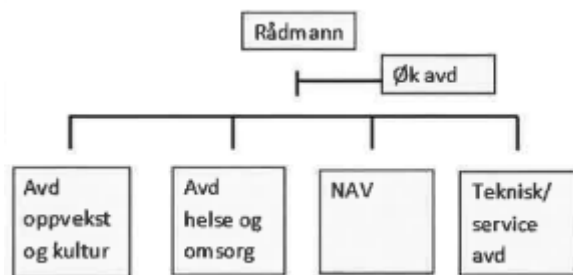 Rådmann
Øk avd
Avd
oppvekst
og kultur
Avd
helse og
omsorg
NAV
Teknisk/
service
avd